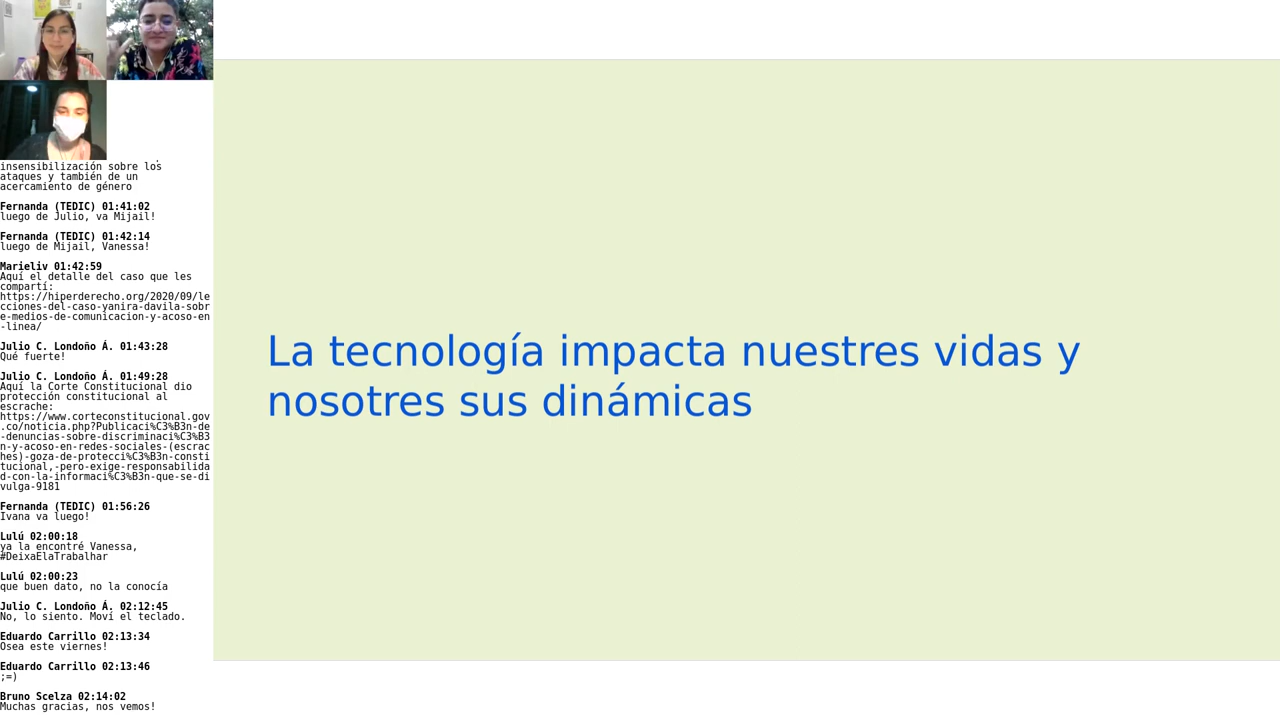 insensibilización sobre los
ataques y también de un
acercamiento de género
Fernanda (TEDIC) 01:41:02
luego de Julio, va Mijail!
Fernanda (TEDIC) 01:42:14
luego de Mijail, Vanessa!
Marieliv 01:42:59
Aquí el detalle del caso que les
compartí:
https://hiperderecho.org/2020/09/le
cciones-del-caso-yanira-davila-sobr
e-medios-de-comunicacion-y-acoso-en
-linea/
Julio C. Londoño Á. 01:43:28
Qué fuerte!
Julio C. Londoño Á. 01:49:28
Aquí la Corte Constitucional dio
protección constitucional al
escrache:
https://www.corteconstitucional.gov
.co/noticia.php?Publicaci%C3%B3n-de
-denuncias-sobre-discriminaci%C3%B3
n-y-acoso-en-redes-sociales-(escrac
hes)-goza-de-protecci%C3%B3n-consti
tucional,-pero-exige-responsabilida
d-con-la-informaci%C3%B3n-que-se-di
vulga-9181
Fernanda (TEDIC) 01:56:26
Ivana va luego!
Lulú 02:00:18
ya la encontré Vanessa,
#DeixaElaTrabalhar
Lulú 02:00:23
que buen dato, no la conocía
Julio C. Londoño Á. 02:12:45
No, lo siento. Moví el teclado.
Eduardo Carrillo 02:13:34
Osea este viernes!
Eduardo Carrillo 02:13:46
;=)
Bruno Scelza 02:14:02
Muchas gracias, nos vemos!
La tecnología impacta nuestres vidas y
nosotres sus dinámicas